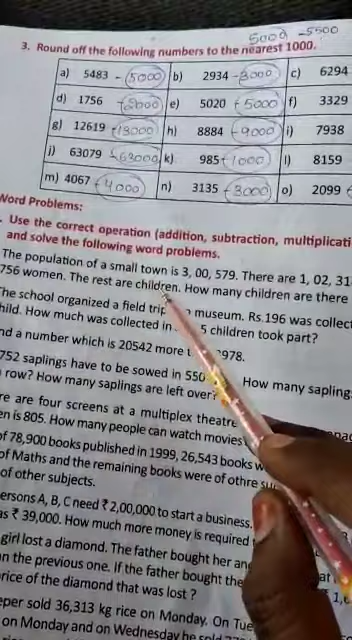 5000 - 5500
3. Round off the following numbers to the nearest 1000.
a) 5483 - 5000 b) 2934 - 3000 c) 6294
d) 1756 - 2000 e) 5020 - 5000 f) 3329
g) 12619 - 13000 h) 8884 - 9000 i) 7938
j) 63079 - 63000 k) 985 - 1000 l) 8159
m) 4067 - 4000 n) 3135 - 3000 o) 2099
Word Problems:
Use the correct operation (addition, subtraction, multiplicati
and solve the following word problems.
The population of a small town is 3, 00, 579. There are 1, 02, 31
756 women. The rest are children. How many children are there
The school organized a field trip museum. Rs.196 was collec
hild. How much was collected in 5 children took part?
nd a number which is 20542 more t 978.
752 saplings have to be sowed in 550 How many sapling
row? How many saplings are left over?
re are four screens at a multiplex theatre
en is 805. How many people can watch movies
of 78,900 books published in 1999, 26,543 books w
of Maths and the remaining books were of othre su
of other subjects.
ersons A, B, C need ₹ 2,00,000 to start a business.
as ₹ 39,000. How much more money is required
girl lost a diamond. The father bought her an
n the previous one. If the father bought the
rice of the diamond that was lost ?
eper sold 36,313 kg rice on Monday. On Tue
on Monday and on Wednesday he sold